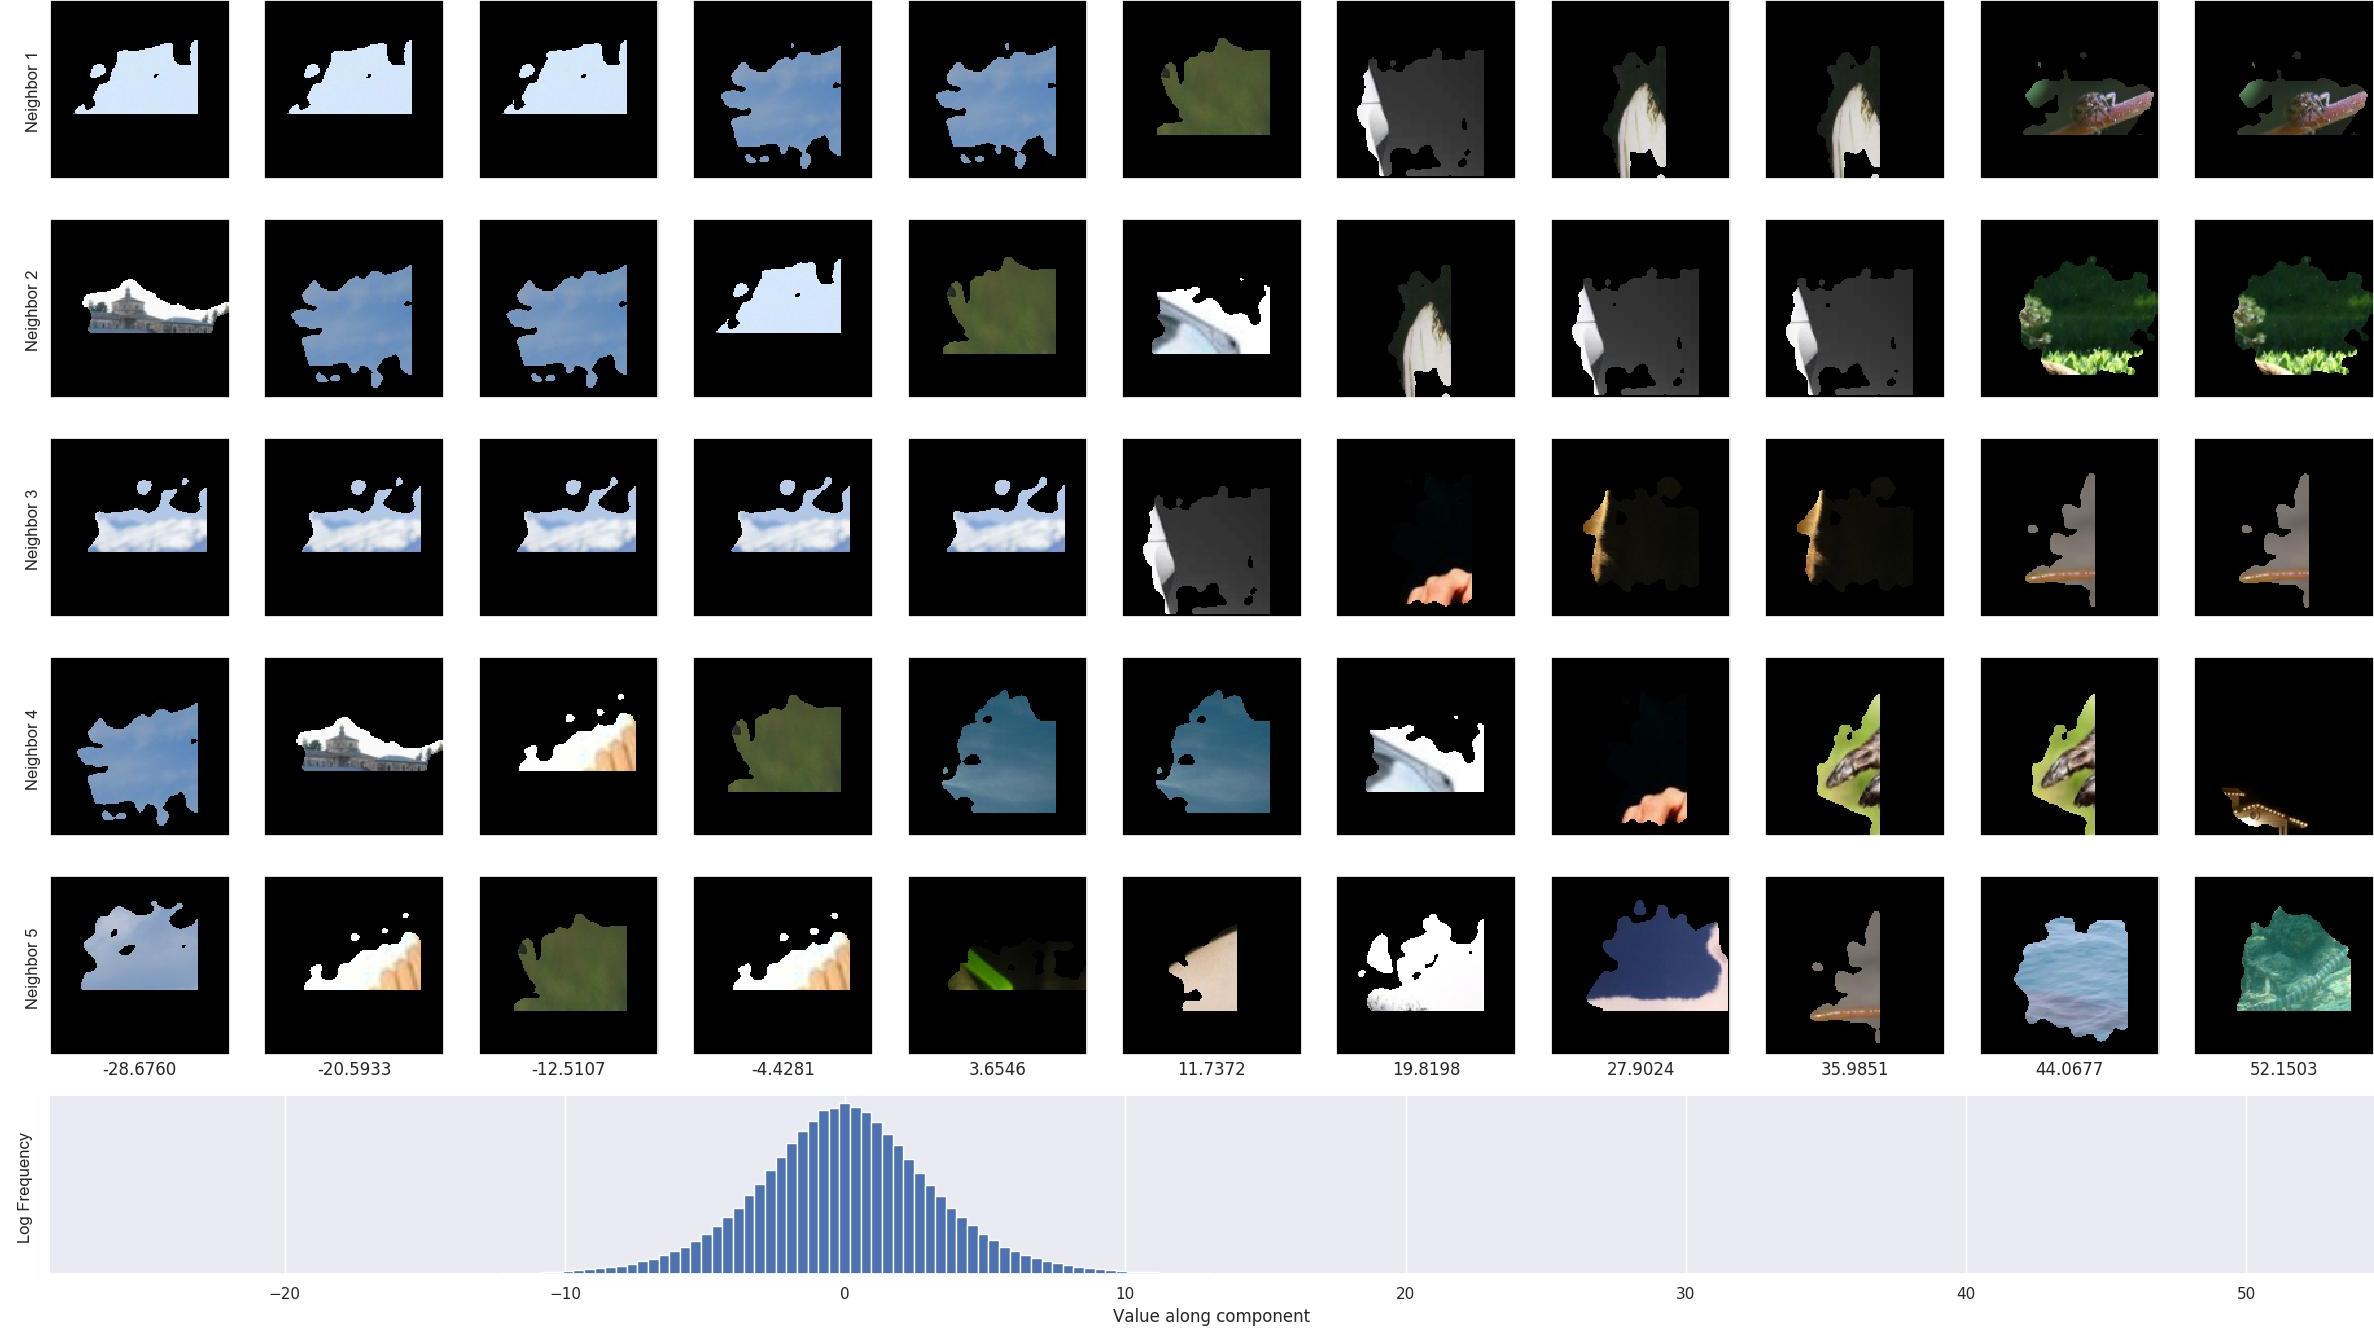 Neighbor 1
Neighbor 2
Neighbor 3
Neighbor 4
Neighbor 5
-28.6760 -20.5933 -12.5107 -4.4281 3.6546 11.7372 19.8198 27.9024 35.9851 44.0677 52.1503
Log Frequency
−20 −10 0 10 20 30 40 50
Value along component